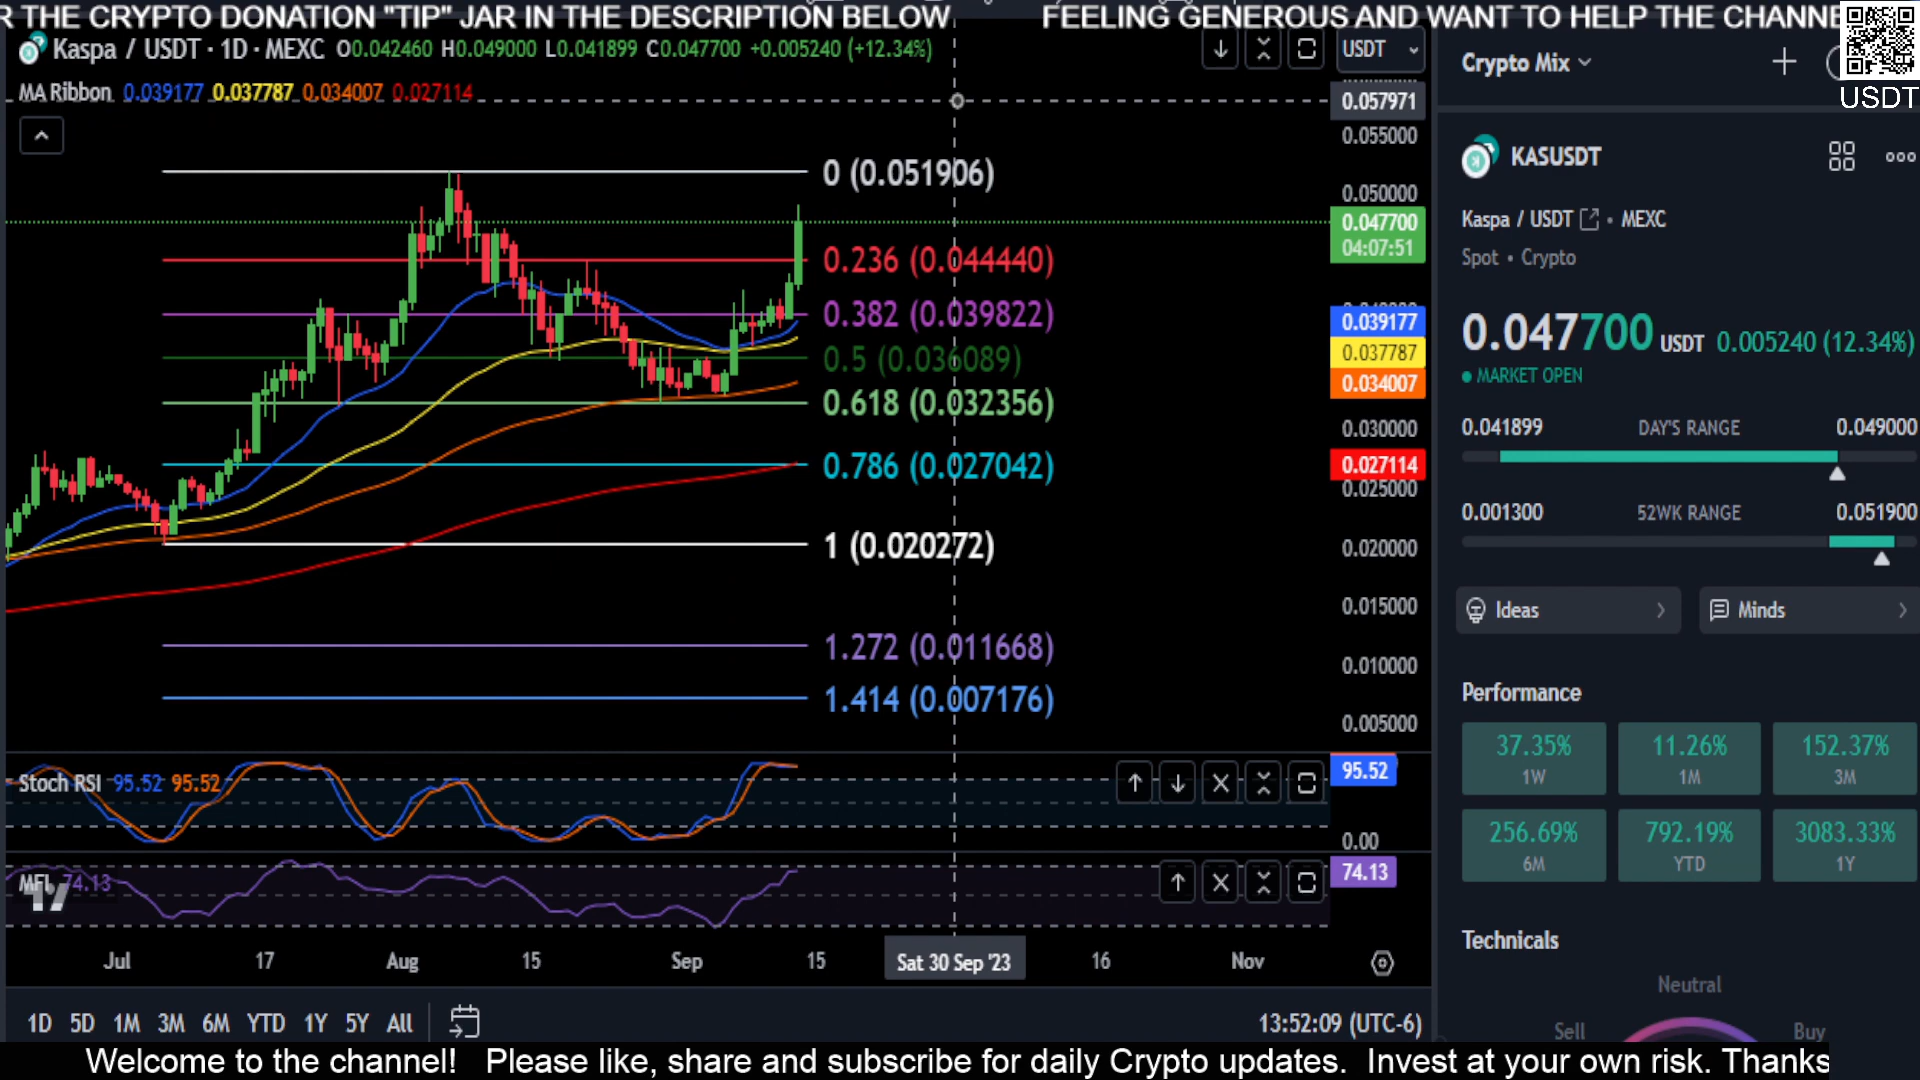 R THE CRYPTO DONATION "TIP" JAR IN THE DESCRIPTION BELOW FEELING GENEROUS AND WANT TO HELP THE CHANNE
Kaspa / USDT · 1D · MEXC O0.042460 H0.049000 L0.041899 C0.047700 +0.005240 (+12.34%)
USDT
MA Ribbon 0.039177 0.037787 0.034007 0.027114
0.057971
0.055000
0.050000
0.047700
04:07:51
0.039177
0.037787
0.034007
0.030000
0.027114
0.025000
0.020000
0.015000
0.010000
0.005000
0 (0.051906)
0.236 (0.044440)
0.382 (0.039822)
0.5 (0.036089)
0.618 (0.032356)
0.786 (0.027042)
1 (0.020272)
1.272 (0.011668)
1.414 (0.007176)
Stoch RSI 95.52 95.52
95.52
0.00
MFI 74.13
74.13
Jul 17 Aug 15 Sep 15 Sat 30 Sep '23 16 Nov
1D 5D 1M 3M 6M YTD 1Y 5Y All
13:52:09 (UTC-6)
Crypto Mix
USDT
KASUSDT
Kaspa / USDT · MEXC
Spot · Crypto
0.047700 USDT 0.005240 (12.34%)
MARKET OPEN
0.041899 DAY'S RANGE 0.049000
0.001300 52WK RANGE 0.051900
Ideas
Minds
Performance
37.35% 11.26% 152.37%
1W 1M 3M
256.69% 792.19% 3083.33%
6M YTD 1Y
Technicals
Neutral
Sell Buy
Welcome to the channel! Please like, share and subscribe for daily Crypto updates. Invest at your own risk. Thanks